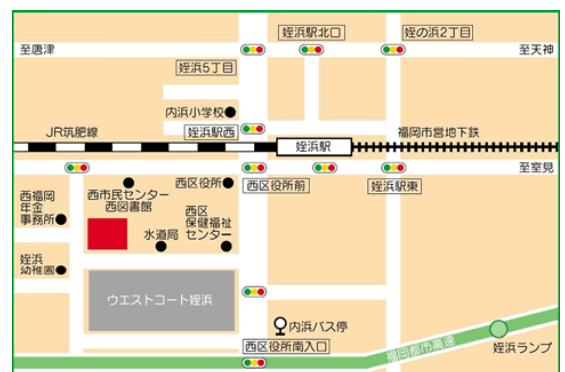 姪浜駅北口
姪の浜2丁目
至唐津
至天神
姪浜5丁目
内浜小学校
JR筑肥線
姪浜駅西
姪浜駅
福岡市営地下鉄
至室見
西市民センター
西図書館
西区役所
西区役所前
姪浜駅東
西福岡
年金
事務所
西区
保健福祉
センター
水道局
姪浜
幼稚園
ウエストコート姪浜
内浜バス停
西区役所南入口
福岡都市高速
姪浜ランプ